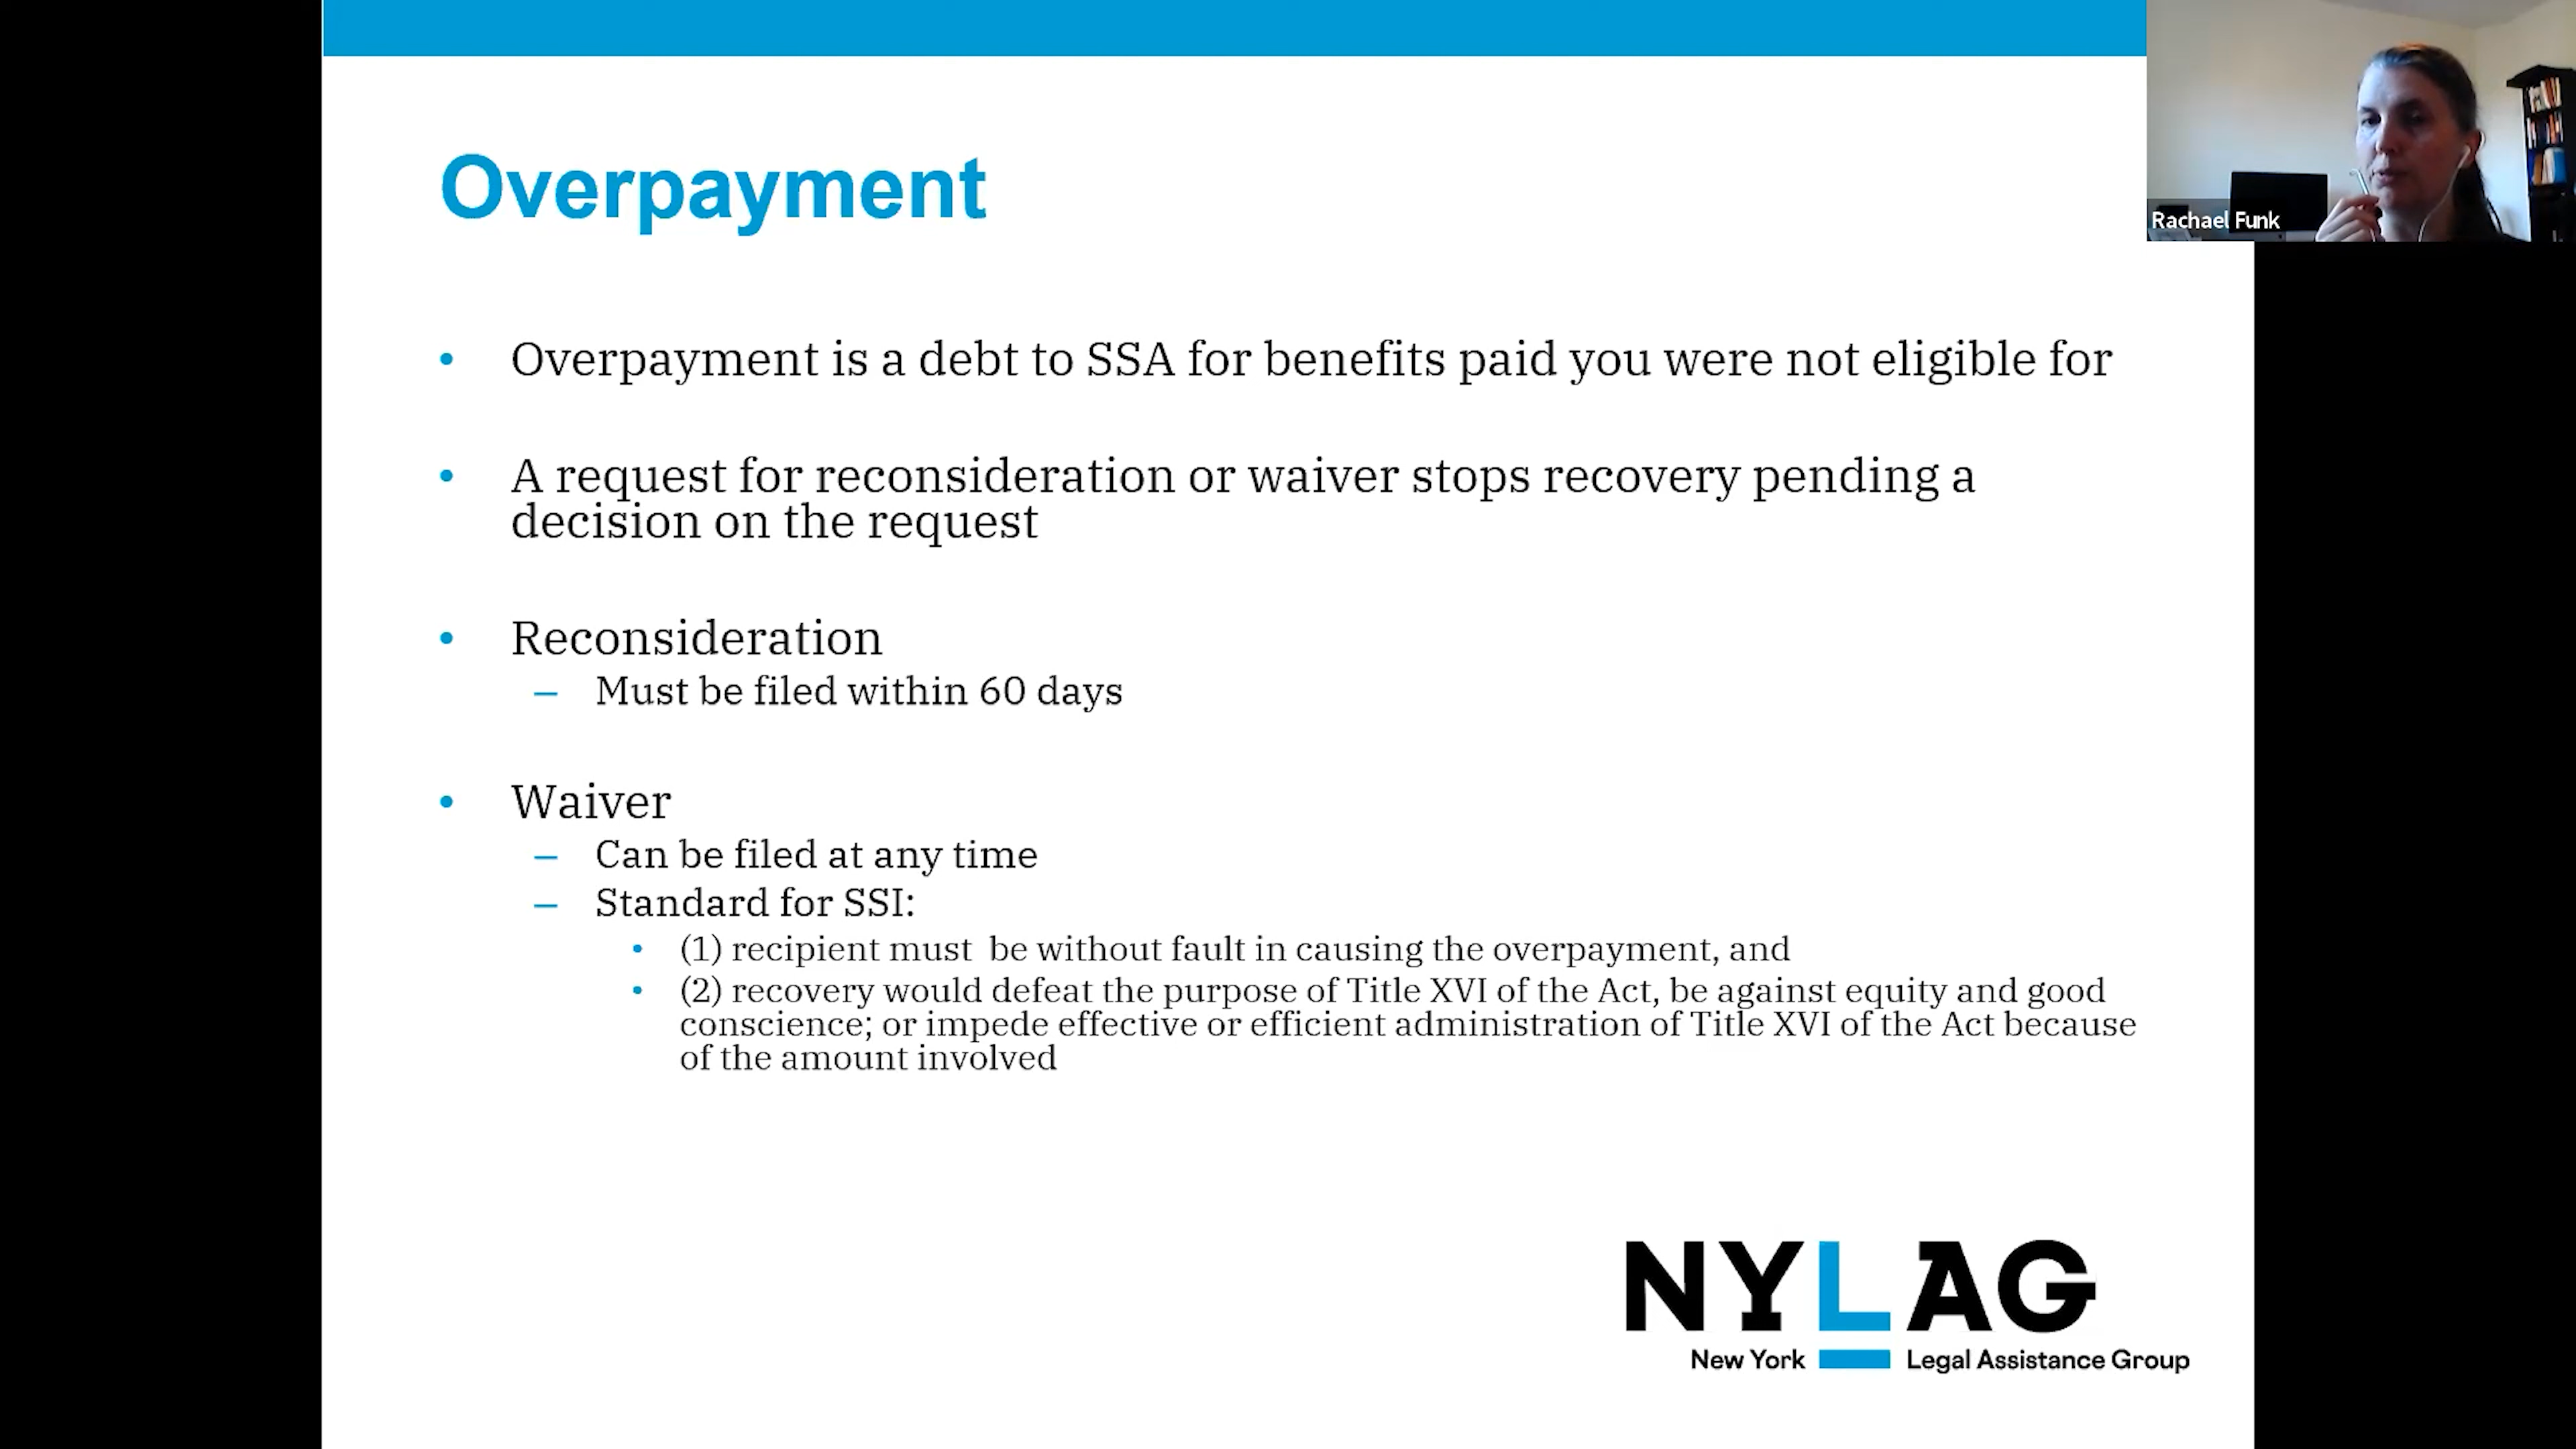 Overpayment
Rachael Funk
• Overpayment is a debt to SSA for benefits paid you were not eligible for
• A request for reconsideration or waiver stops recovery pending a
decision on the request
• Reconsideration
– Must be filed within 60 days
• Waiver
– Can be filed at any time
– Standard for SSI:
• (1) recipient must  be without fault in causing the overpayment, and
• (2) recovery would defeat the purpose of Title XVI of the Act, be against equity and good
conscience; or impede effective or efficient administration of Title XVI of the Act because
of the amount involved
NYLAG
New York Legal Assistance Group